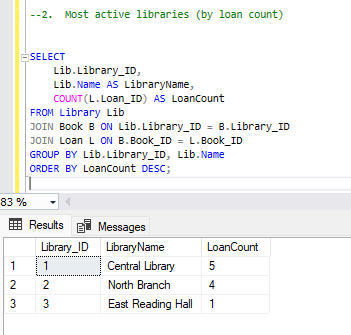 --2. Most active libraries (by loan count)
SELECT
Lib.Library_ID,
Lib.Name AS LibraryName,
COUNT(L.Loan_ID) AS LoanCount
FROM Library Lib
JOIN Book B ON Lib.Library_ID = B.Library_ID
JOIN Loan L ON B.Book_ID = L.Book_ID
GROUP BY Lib.Library_ID, Lib.Name
ORDER BY LoanCount DESC;
83 %
Results Messages
Library_ID LibraryName LoanCount
1 1 Central Library 5
2 2 North Branch 4
3 3 East Reading Hall 1